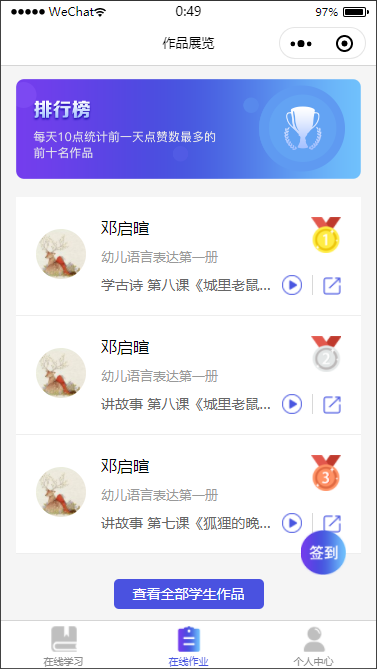 ●●●●● WeChat 0:49 97%
作品展览
排行榜
每天10点统计前一天点赞数最多的
前十名作品
邓启暄
1
幼儿语言表达第一册
学古诗 第八课《城里老鼠...
邓启暄
2
幼儿语言表达第一册
讲故事 第八课《城里老鼠...
邓启暄
3
幼儿语言表达第一册
讲故事 第七课《狐狸的晚...
签到
查看全部学生作品
在线学习 在线作业 个人中心